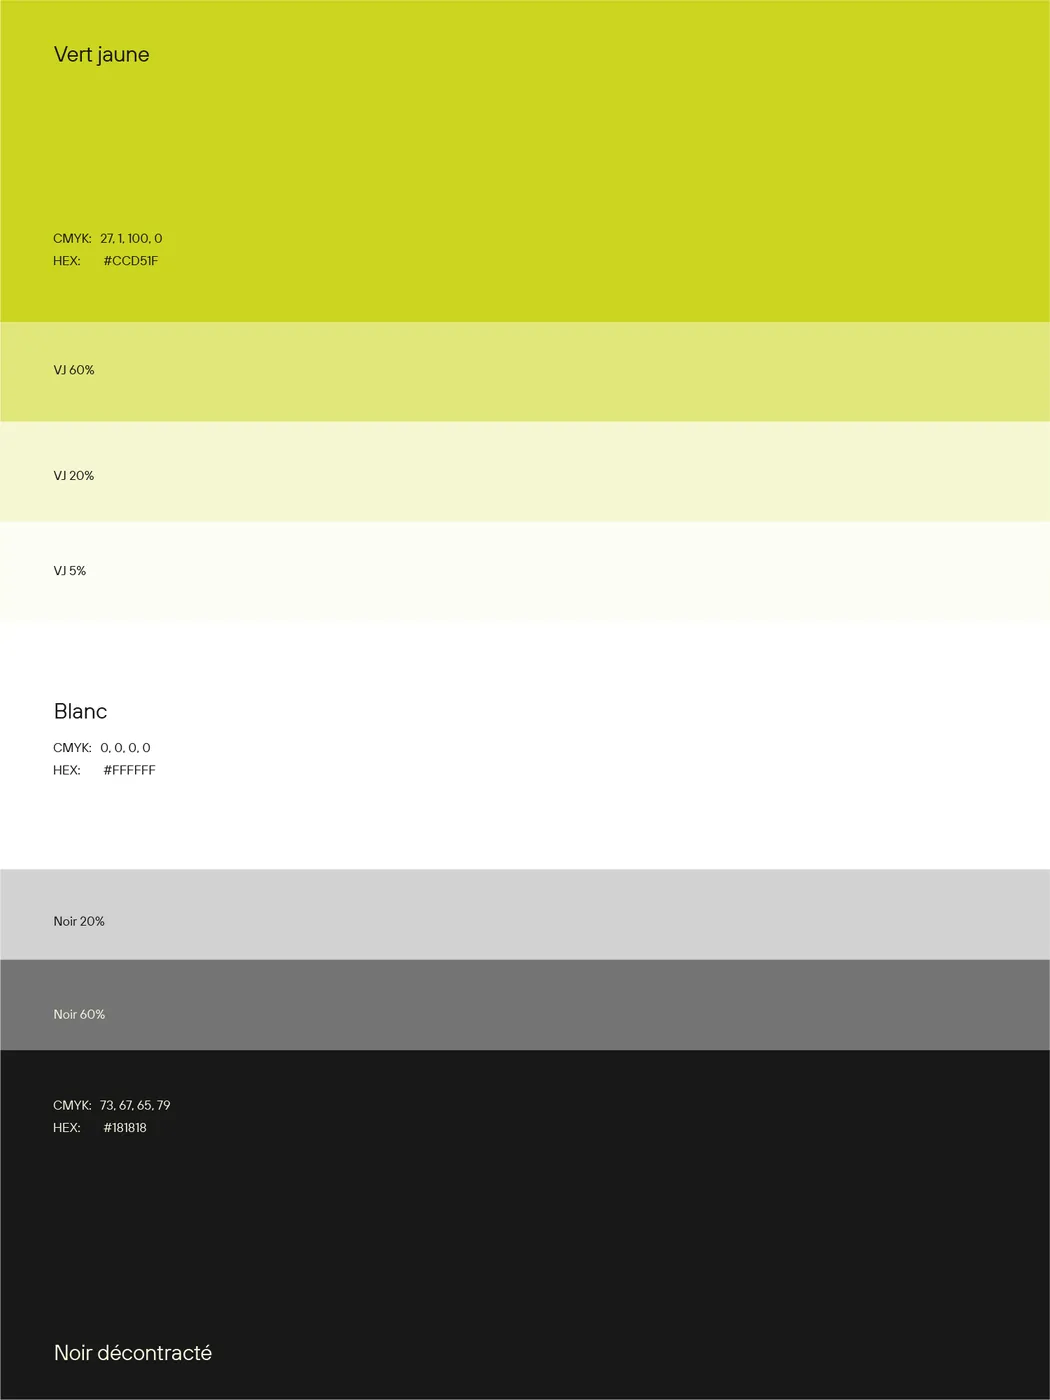 Vert jaune
CMYK: 27, 1, 100, 0
HEX: #CCD51F
VJ 60%
VJ 20%
VJ 5%
Blanc
CMYK: 0, 0, 0, 0
HEX: #FFFFFF
Noir 20%
Noir 60%
CMYK: 73, 67, 65, 79
HEX: #181818
Noir décontracté